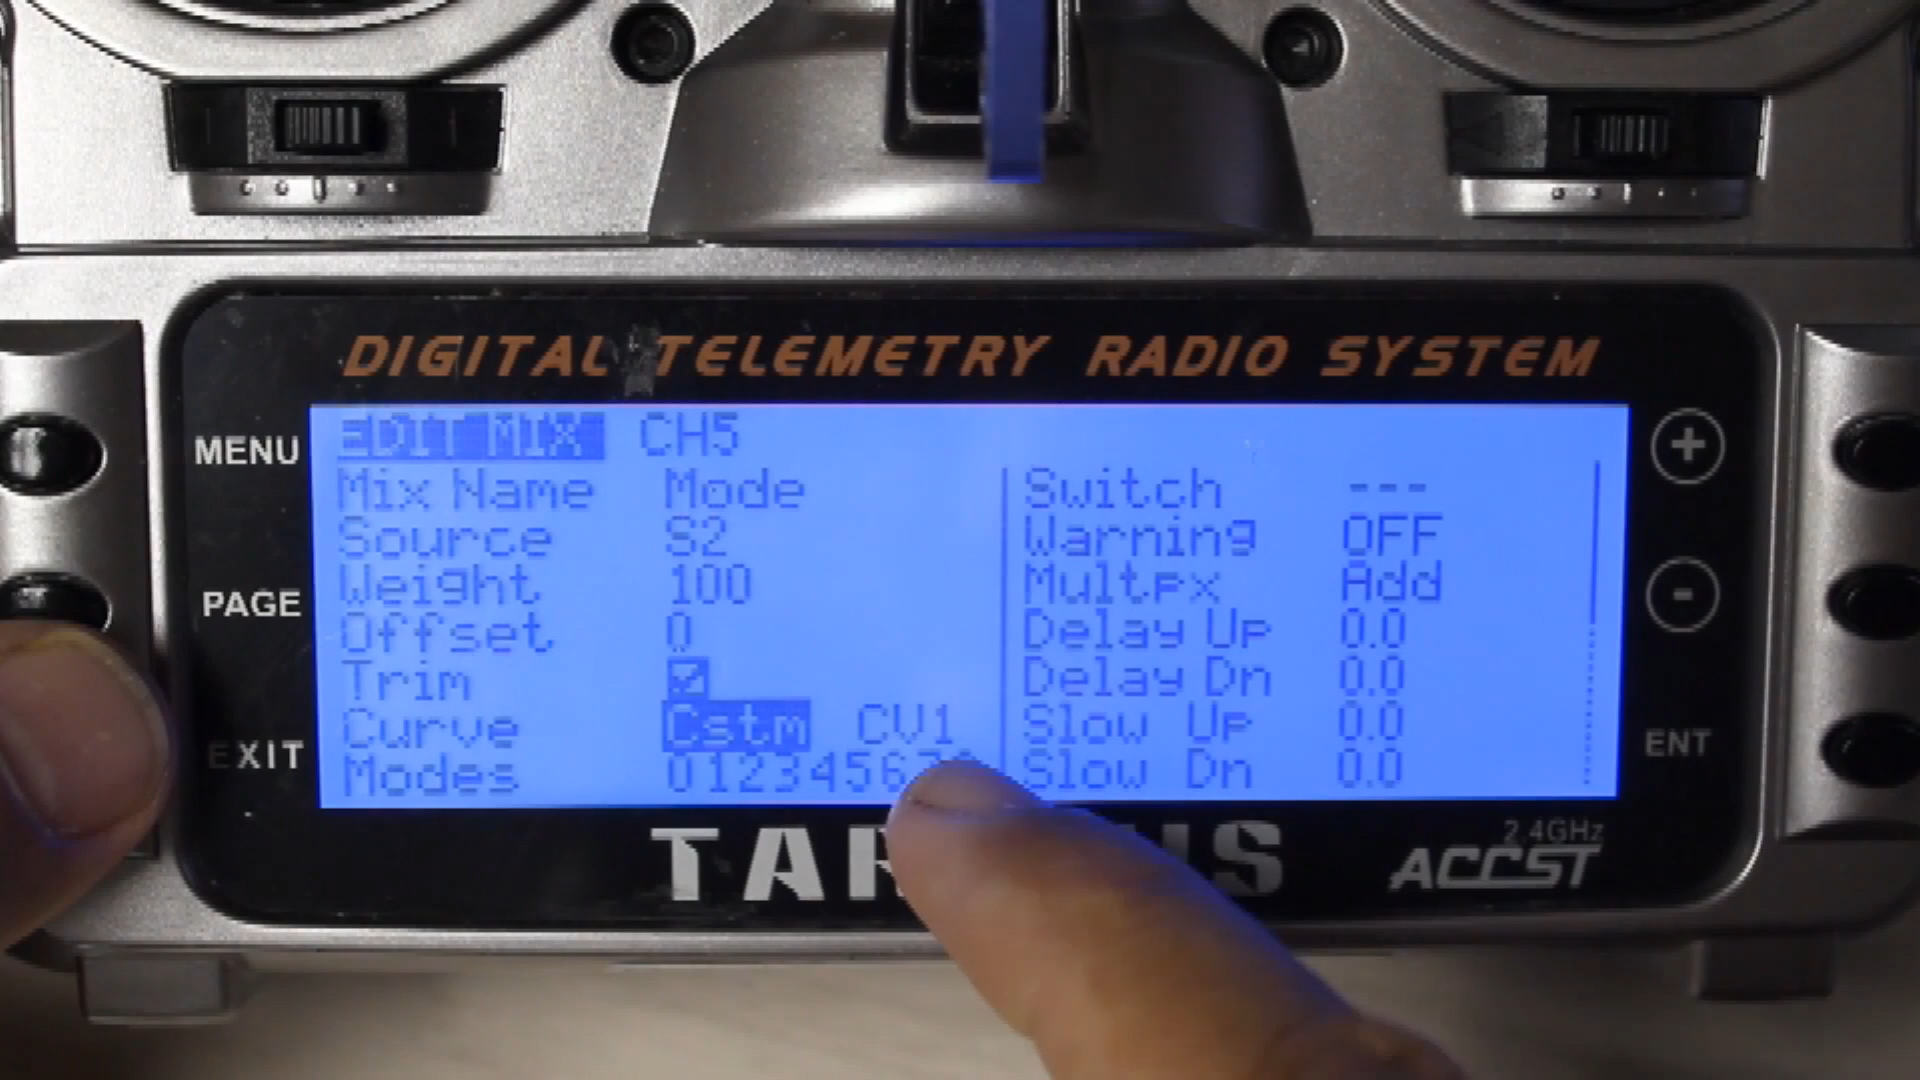 DIGITAL TELEMETRY RADIO SYSTEM
MENU
PAGE
EXIT
EDIT MIX CH5
Mix Name Mode
Source S2
Weight 100
Offset 0
Trim
Curve Cstm CV1
Modes 01234567
Switch ---
Warning OFF
Multpx Add
Delay Up 0.0
Delay Dn 0.0
Slow Up 0.0
Slow Dn 0.0
+
-
ENT
2.4GHz
ACCST